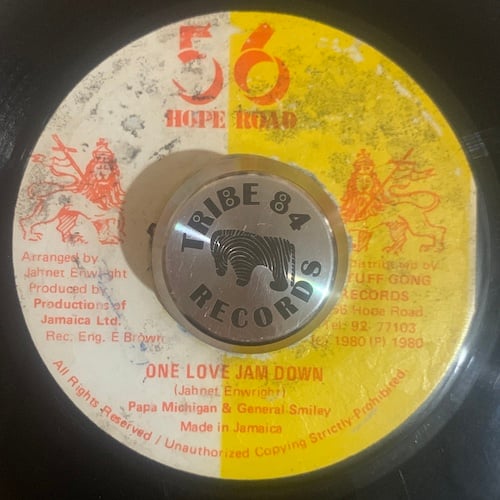 56
HOPE ROAD
TRIBE 84
RECORDS
Arranged by
Jahnet Enwright
Produced by
Productions of
Jamaica Ltd.
Rec. Eng. E Brown
Distributed by
TUFF GONG
RECORDS
56 Hope Road
Tel: 92-77103
(c) 1980 (P) 1980
ONE LOVE JAM DOWN
(Jahnet Enwright)
Papa Michigan & General Smiley
Made in Jamaica
All Rights Reserved / Unauthorized Copying Strictly Prohibited.